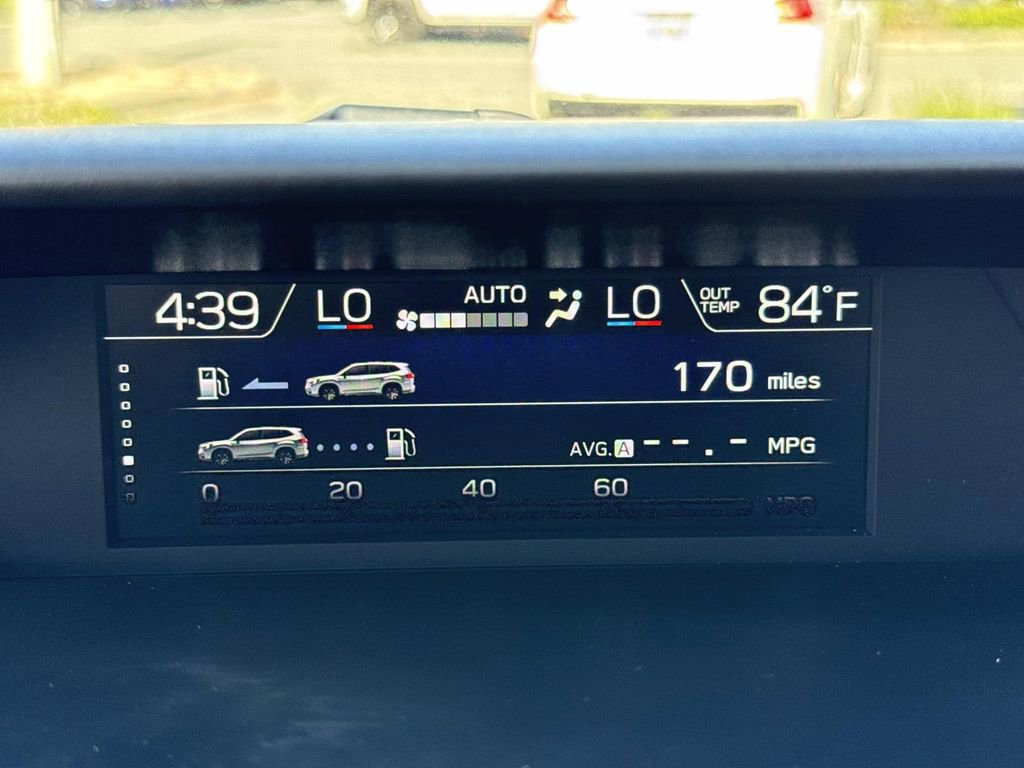 4:39 LO AUTO LO OUT TEMP 84°F
170 miles
AVG. A --.- MPG
0 20 40 60
MPG